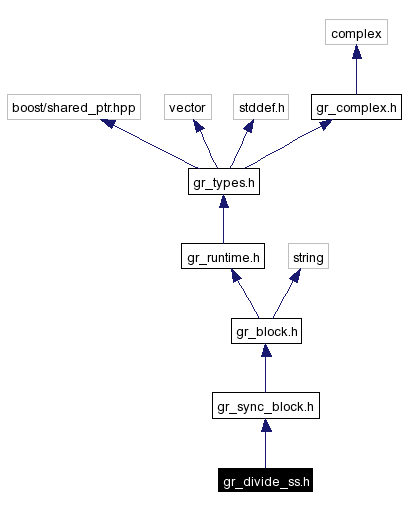 complex
boost/shared_ptr.hpp
vector
stddef.h
gr_complex.h
gr_types.h
gr_runtime.h
string
gr_block.h
gr_sync_block.h
gr_divide_ss.h